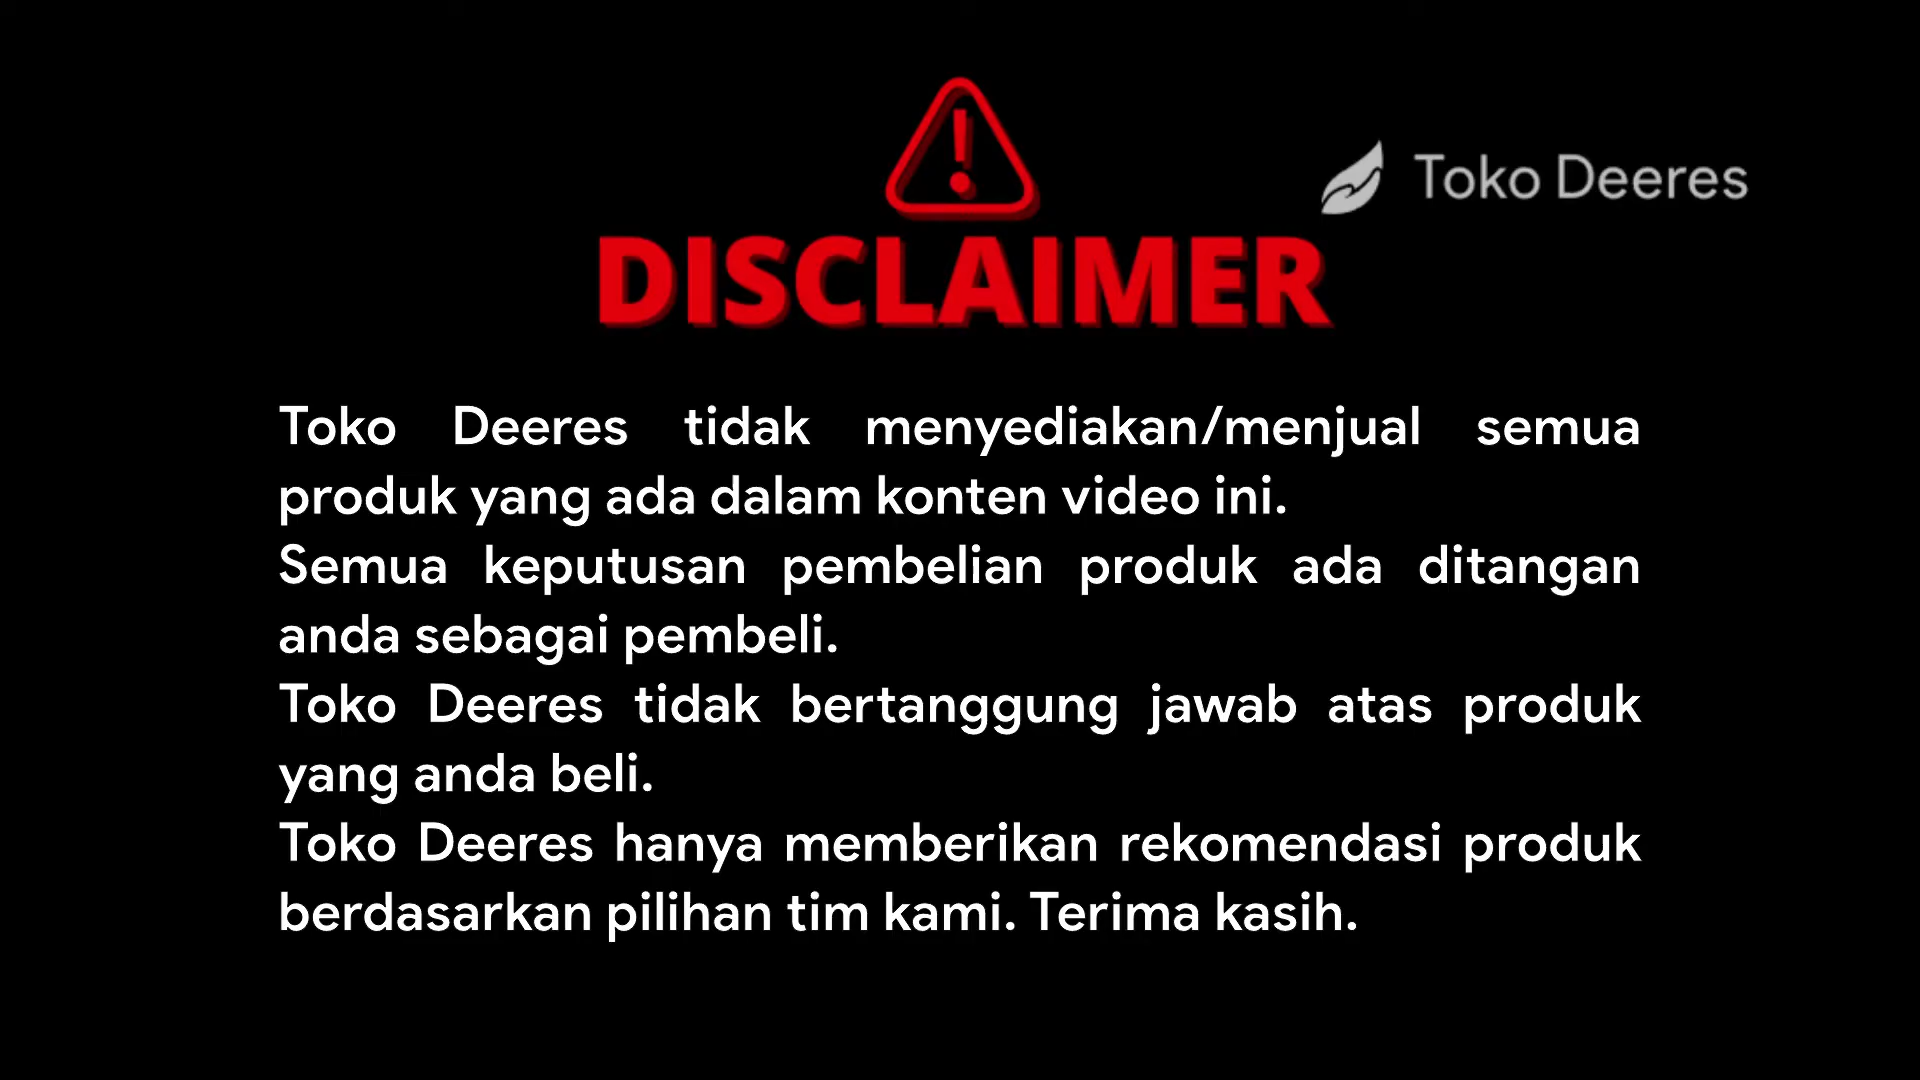 Toko Deeres
DISCLAIMER
Toko Deeres tidak menyediakan/menjual semua
produk yang ada dalam konten video ini.
Semua keputusan pembelian produk ada ditangan
anda sebagai pembeli.
Toko Deeres tidak bertanggung jawab atas produk
yang anda beli.
Toko Deeres hanya memberikan rekomendasi produk
berdasarkan pilihan tim kami. Terima kasih.